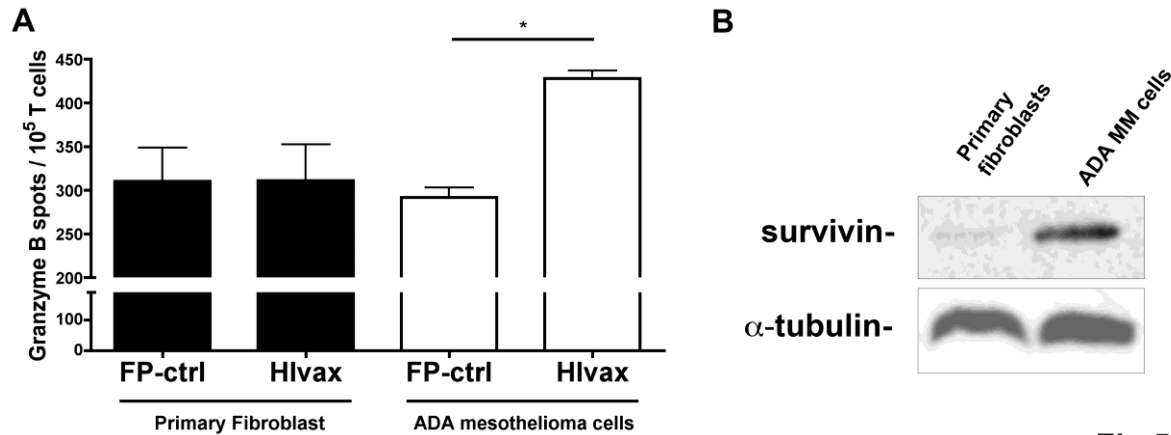 A
Granzyme B spots / 10⁵ T cells
450
400
350
300
250
200
100
0
*
FP-ctrl HIvax FP-ctrl HIvax
Primary Fibroblast ADA mesothelioma cells
B
Primary
fibroblasts
ADA MM cells
survivin-
α-tubulin-